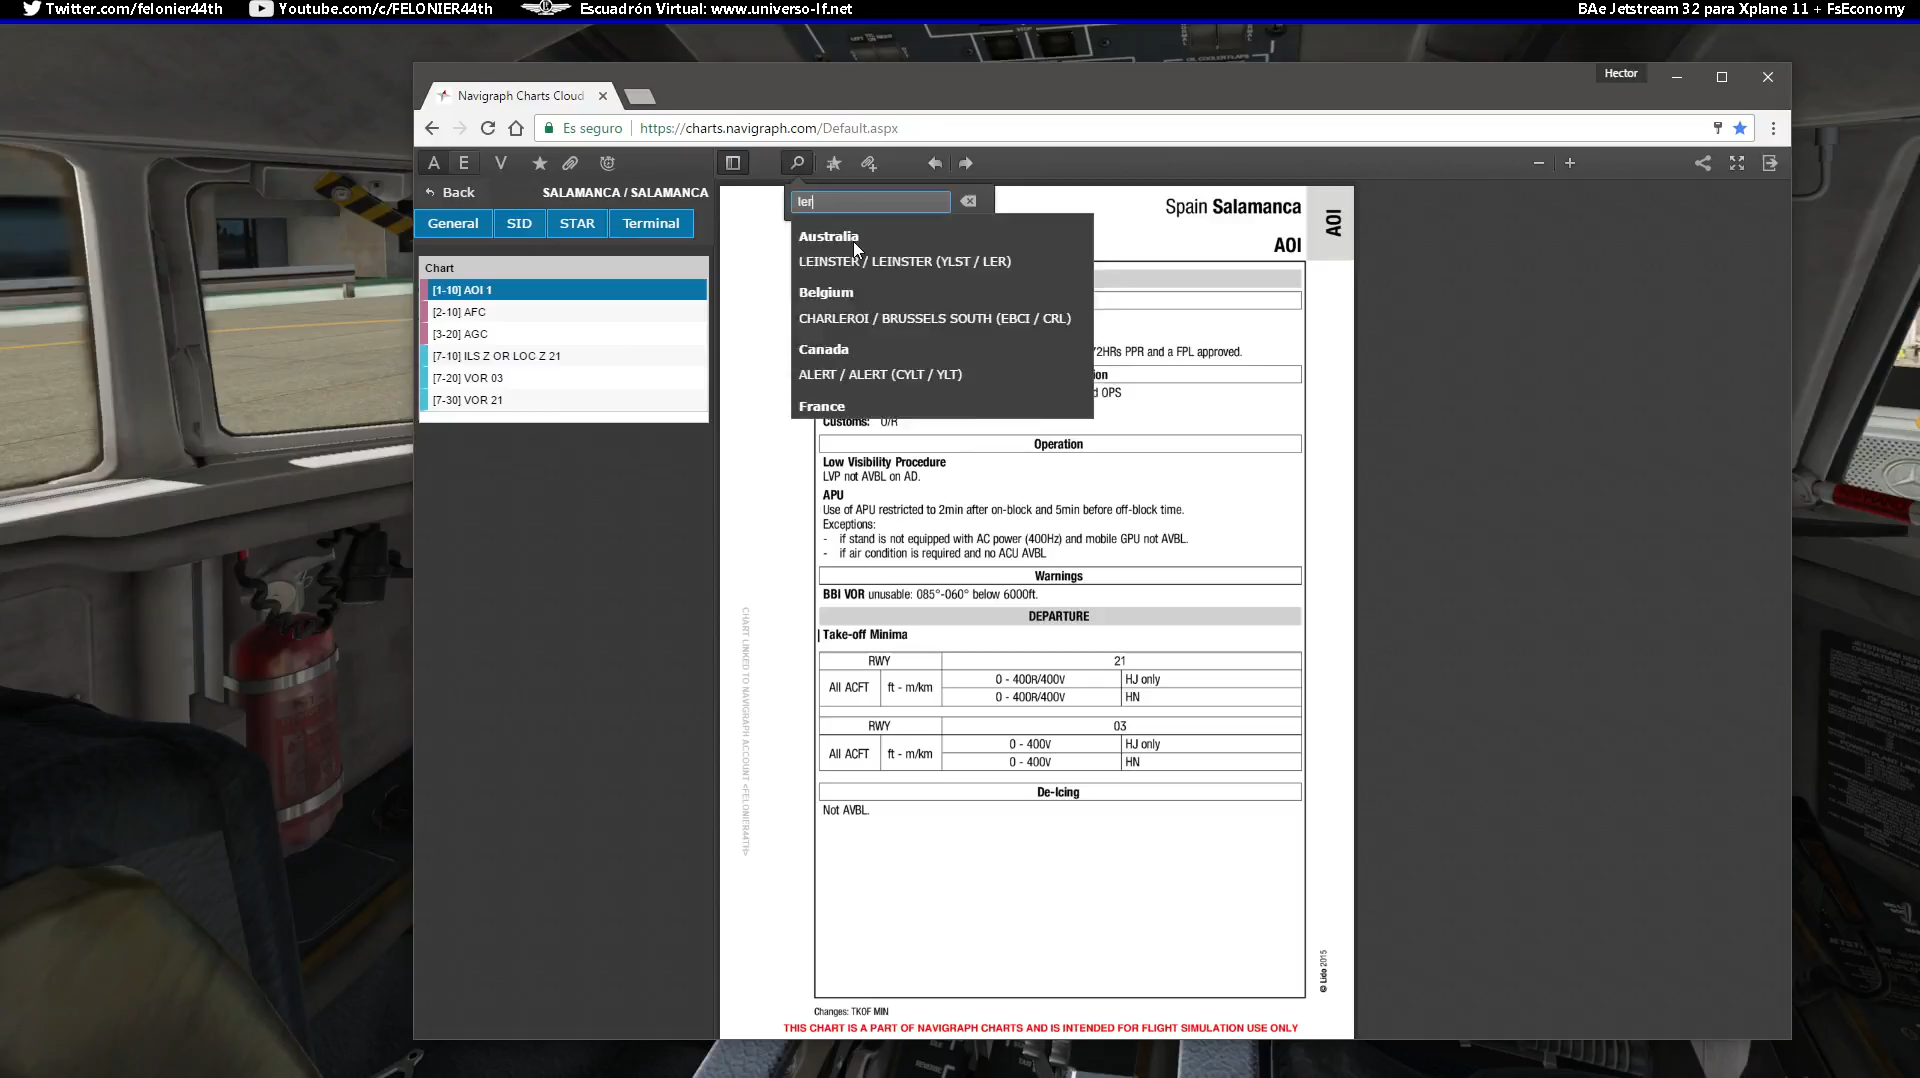 Twitter.com/felonier44th
Youtube.com/c/FELONIER44th
Escuadrón Virtual: www.universo-lf.net
BAe Jetstream 32 para Xplane 11 + FsEconomy
Hector
Navigraph Charts Cloud
Es seguro
https://charts.navigraph.com/Default.aspx
A E V
Back
SALAMANCA / SALAMANCA
General SID STAR Terminal
Chart
[1-10] AOI 1
[2-10] AFC
[3-20] AGC
[7-10] ILS Z OR LOC Z 21
[7-20] VOR 03
[7-30] VOR 21
ler
Australia
LEINSTER / LEINSTER (YLST / LER)
Belgium
CHARLEROI / BRUSSELS SOUTH (EBCI / CRL)
Canada
ALERT / ALERT (CYLT / YLT)
France
Spain Salamanca
AOI
AOI
2HRs PPR and a FPL approved.
OPS
Customs: O/R
Operation
Low Visibility Procedure
LVP not AVBL on AD.
APU
Use of APU restricted to 2min after on-block and 5min before off-block time.
Exceptions:
- if stand is not equipped with AC power (400Hz) and mobile GPU not AVBL.
- if air condition is required and no ACU AVBL
Warnings
BBI VOR unusable: 085°-060° below 6000ft.
DEPARTURE
Take-off Minima
RWY 21
All ACFT ft - m/km
0 - 400R/400V HJ only
0 - 400R/400V HN
RWY 03
All ACFT ft - m/km
0 - 400V HJ only
0 - 400V HN
De-Icing
Not AVBL.
CHART LINKED TO NAVIGRAPH ACCOUNT <FELONIER44TH>
© Lido 2015
Changes: TKOF MIN
THIS CHART IS A PART OF NAVIGRAPH CHARTS AND IS INTENDED FOR FLIGHT SIMULATION USE ONLY